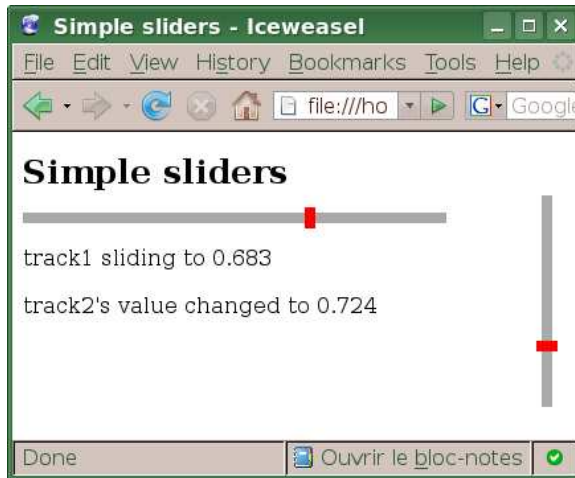 Simple sliders - Iceweasel
File Edit View History Bookmarks Tools Help
file:///ho G Google
Simple sliders
track1 sliding to 0.683
track2's value changed to 0.724
Done Ouvrir le bloc-notes